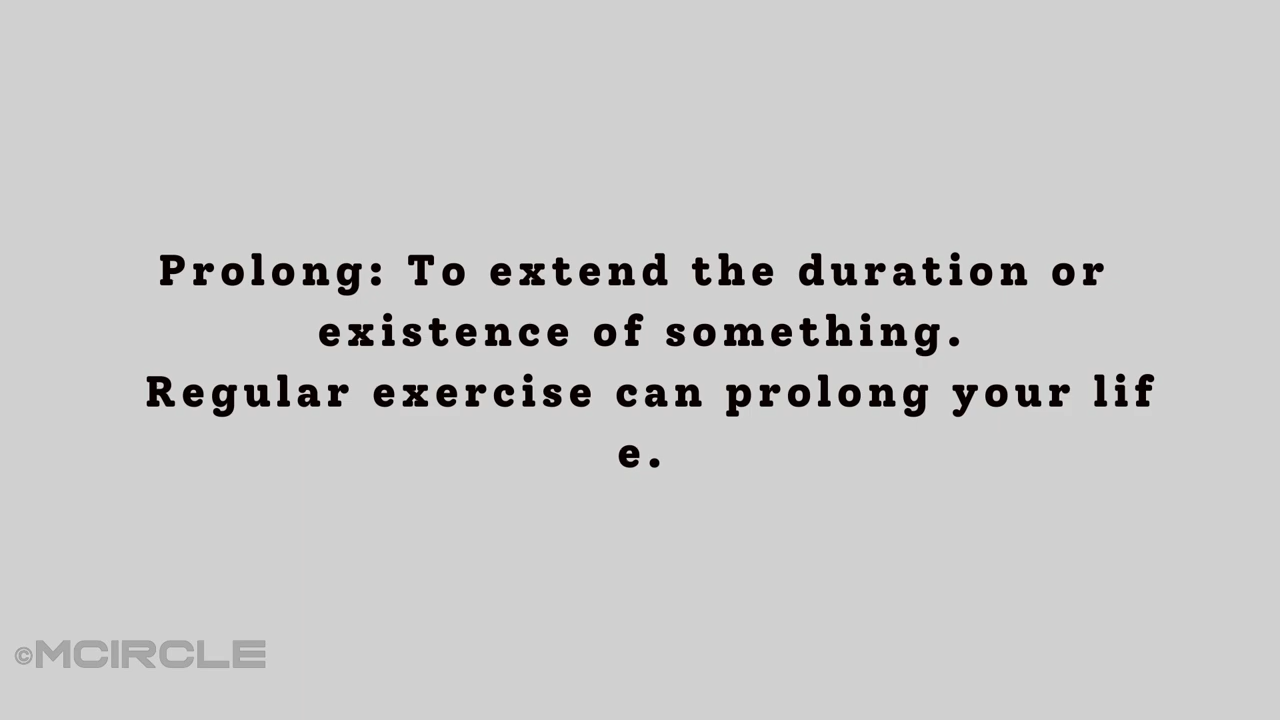 Prolong: To extend the duration or
existence of something.
Regular exercise can prolong your lif
e.
©MCIRCLE